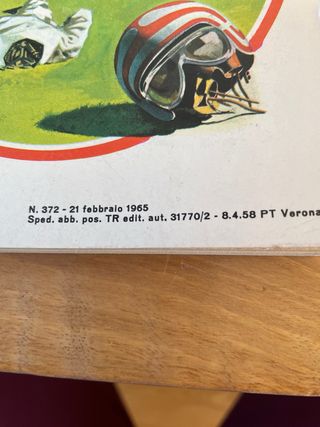 N. 372 - 21 febbraio 1965
Sped. abb. pos. TR edit. aut. 31770/2 - 8.4.58 PT Verona